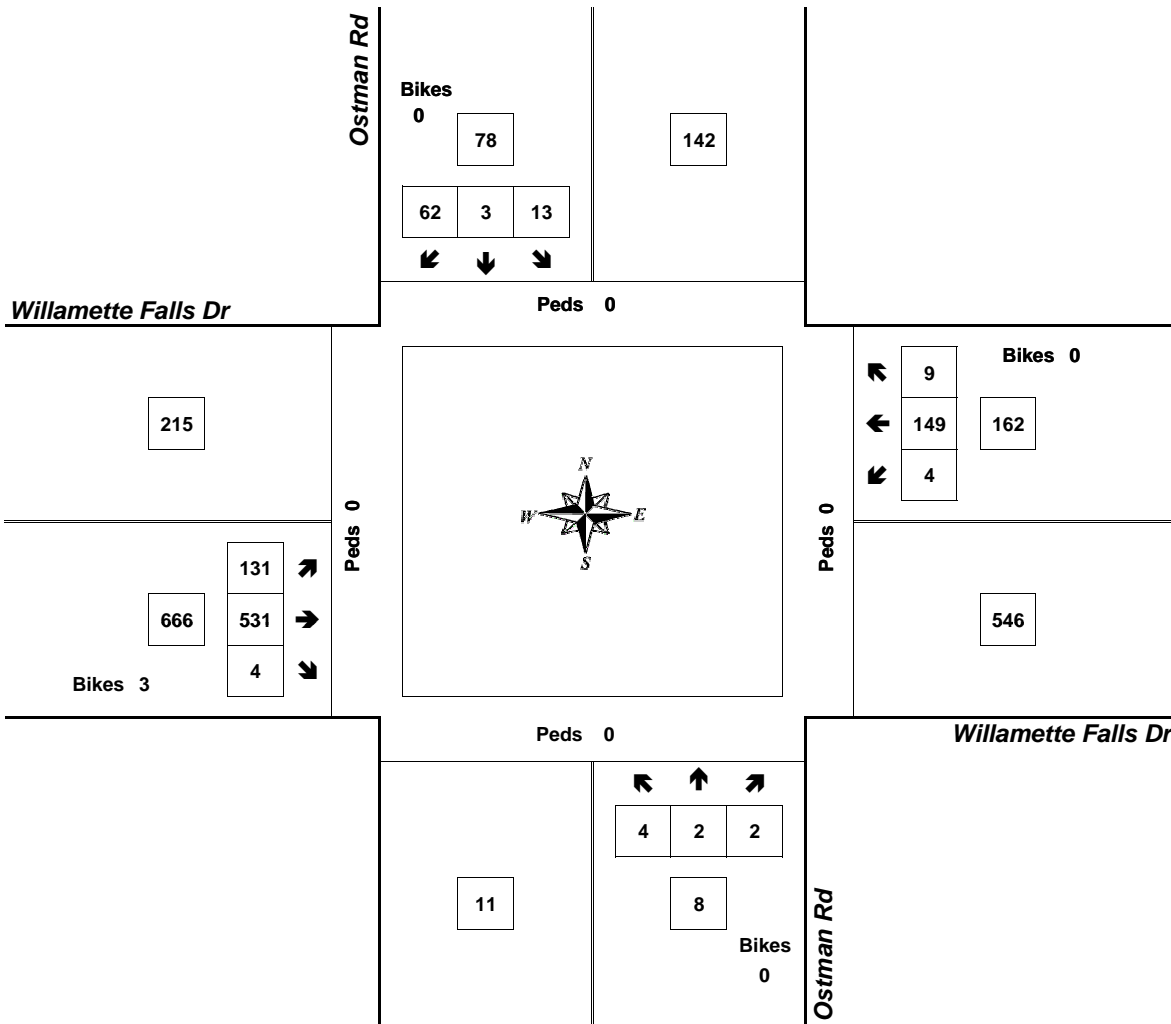 Ostman Rd
Bikes
0
78
142
62 3 13
Peds 0
Willamette Falls Dr
Bikes 0
9
149
4
162
215
N
W E
S
Peds 0
Peds 0
131
531
4
666
Bikes 3
546
Peds 0
Willamette Falls Dr
4 2 2
11
8
Bikes
0
Ostman Rd